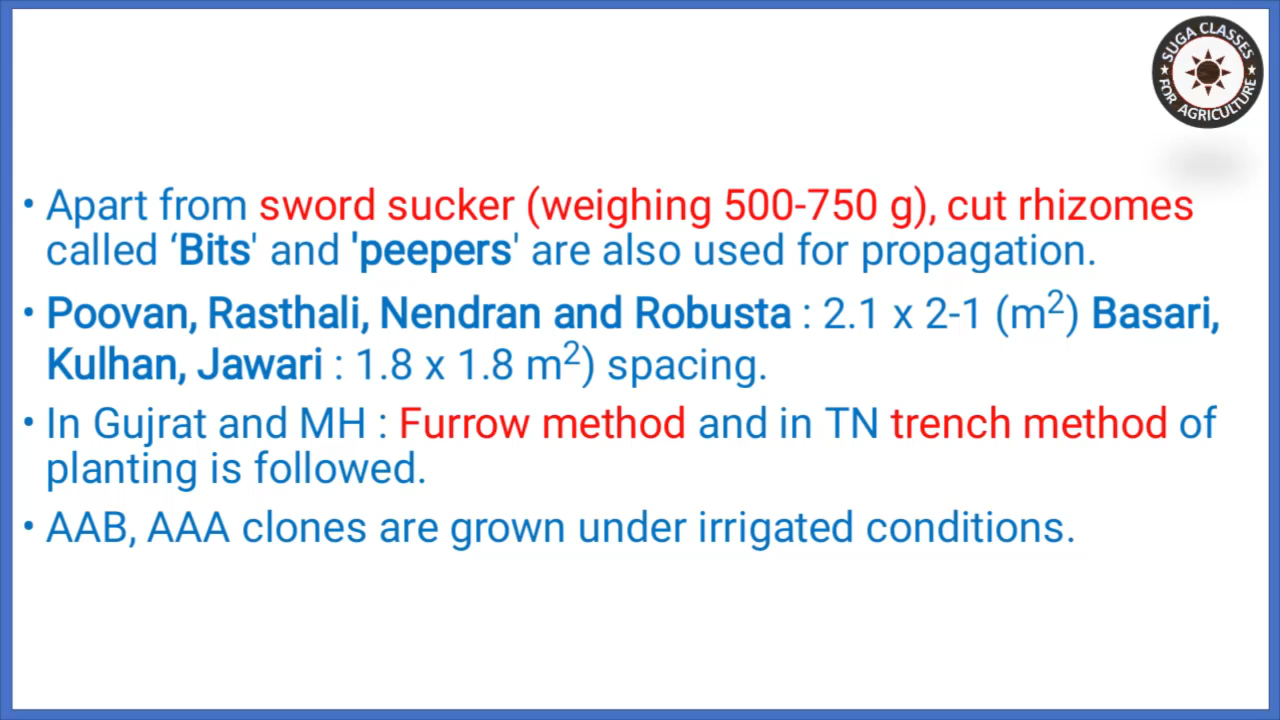 SUGA CLASSES
FOR AGRICULTURE
• Apart from sword sucker (weighing 500-750 g), cut rhizomes
called ‘Bits' and 'peepers' are also used for propagation.
• Poovan, Rasthali, Nendran and Robusta : 2.1 x 2-1 (m²) Basari,
Kulhan, Jawari : 1.8 x 1.8 m²) spacing.
• In Gujrat and MH : Furrow method and in TN trench method of
planting is followed.
• AAB, AAA clones are grown under irrigated conditions.